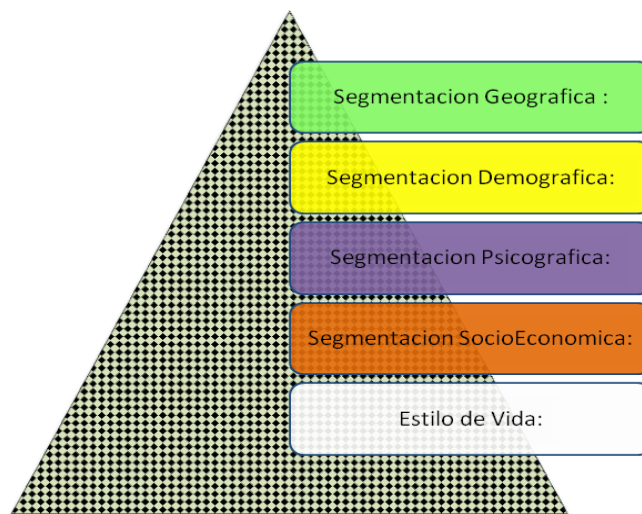 Segmentacion Geografica :
Segmentacion Demografica:
Segmentacion Psicografica:
Segmentacion SocioEconomica:
Estilo de Vida: